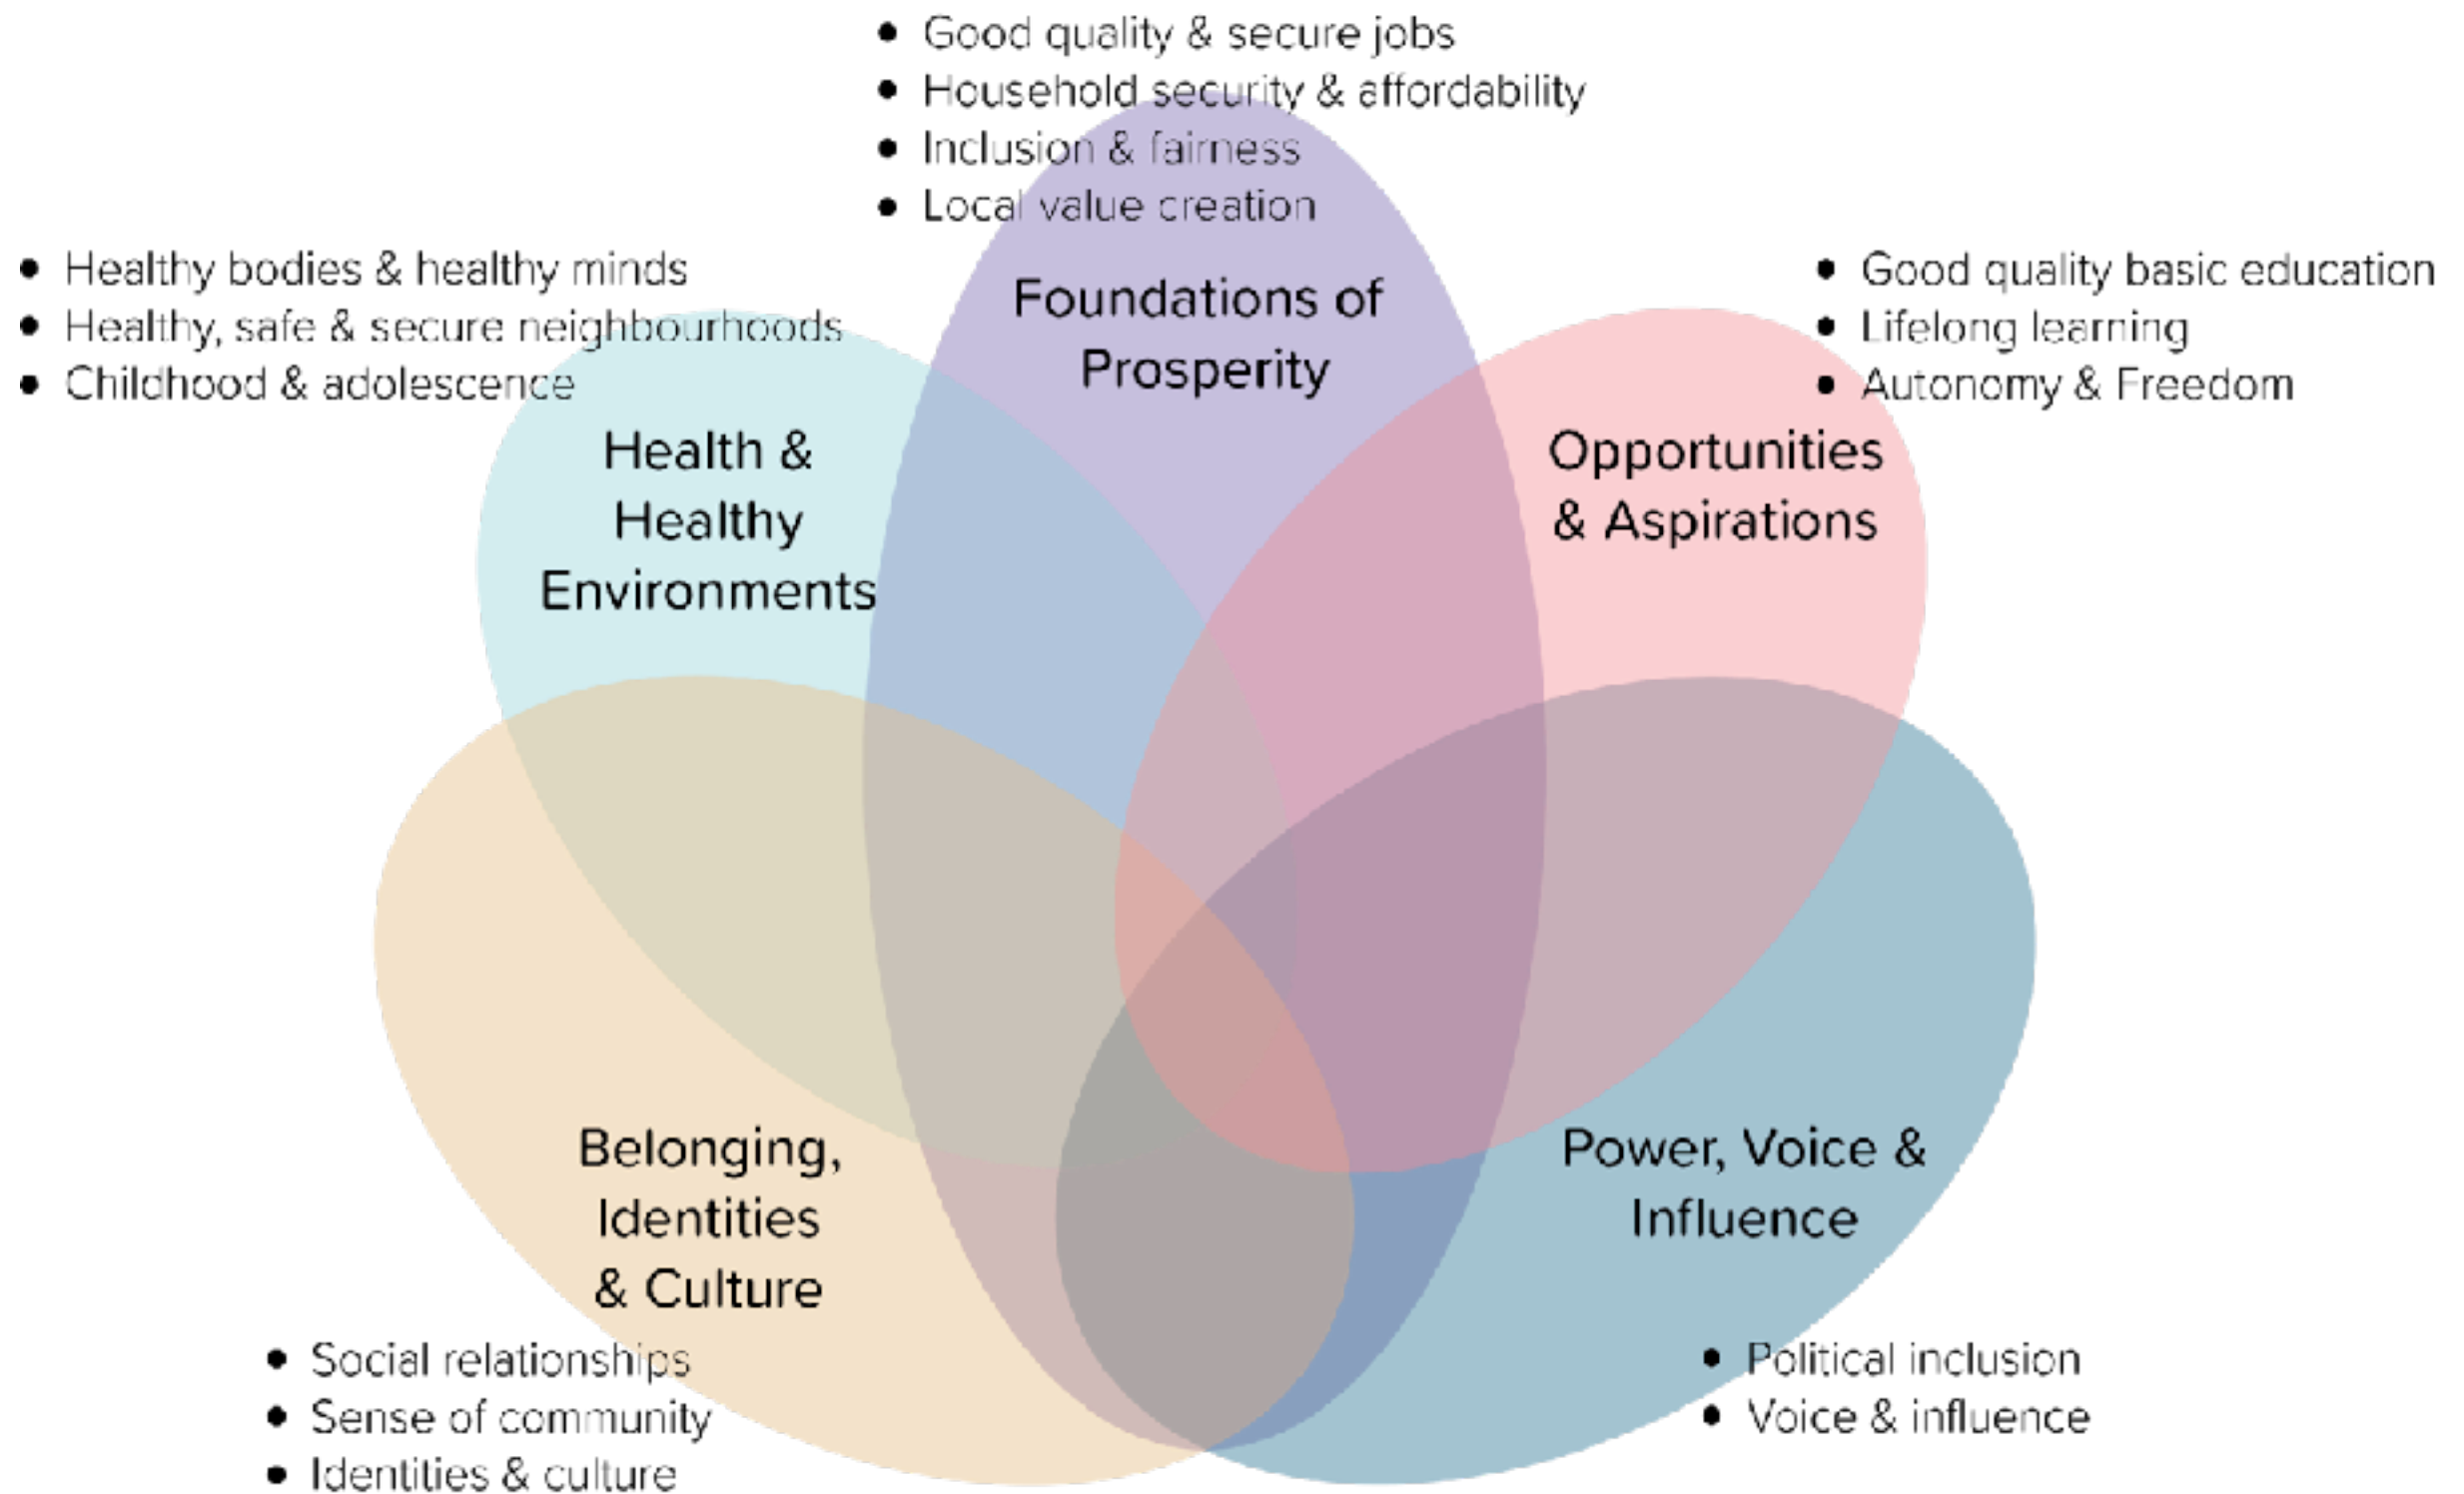 • Good quality & secure jobs
• Household security & affordability
• Inclusion & fairness
• Local value creation
Foundations of
Prosperity
• Healthy bodies & healthy minds
• Healthy, safe & secure neighbourhoods
• Childhood & adolescence
Health &
Healthy
Environments
• Good quality basic education
• Lifelong learning
• Autonomy & Freedom
Opportunities
& Aspirations
Belonging,
Identities
& Culture
• Social relationships
• Sense of community
• Identities & culture
Power, Voice &
Influence
• Political inclusion
• Voice & influence